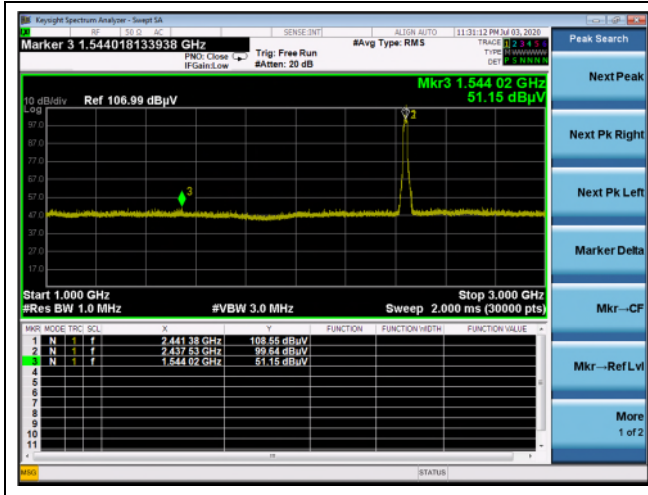 Keysight Spectrum Analyzer - Swept SA
RF 50 Ω AC SENSE:INT ALIGN AUTO 11:31:12 PM Jul 03, 2020
Marker 3 1.544018133938 GHz
PNO: Close
IFGain:Low
Trig: Free Run
#Atten: 20 dB
#Avg Type: RMS
TRACE 1 2 3 4 5 6
TYPE
DET P S N N N N
Mkr3 1.544 02 GHz
51.15 dBµV
10 dB/div Ref 106.99 dBµV
Log
97.0
87.0
77.0
67.0
57.0
47.0
37.0
27.0
17.0
2
3
Start 1.000 GHz
Stop 3.000 GHz
#Res BW 1.0 MHz
#VBW 3.0 MHz
Sweep 2.000 ms (30000 pts)
MKR MODE TRC SCL X Y FUNCTION FUNCTION WIDTH FUNCTION VALUE
1 N 1 f 2.441 38 GHz 108.55 dBµV
2 N 1 f 2.437 53 GHz 99.64 dBµV
3 N 1 f 1.544 02 GHz 51.15 dBµV
4
5
6
7
8
9
10
11
MSG
STATUS
Peak Search
Next Peak
Next Pk Right
Next Pk Left
Marker Delta
Mkr→CF
Mkr→Ref Lvl
More
1 of 2